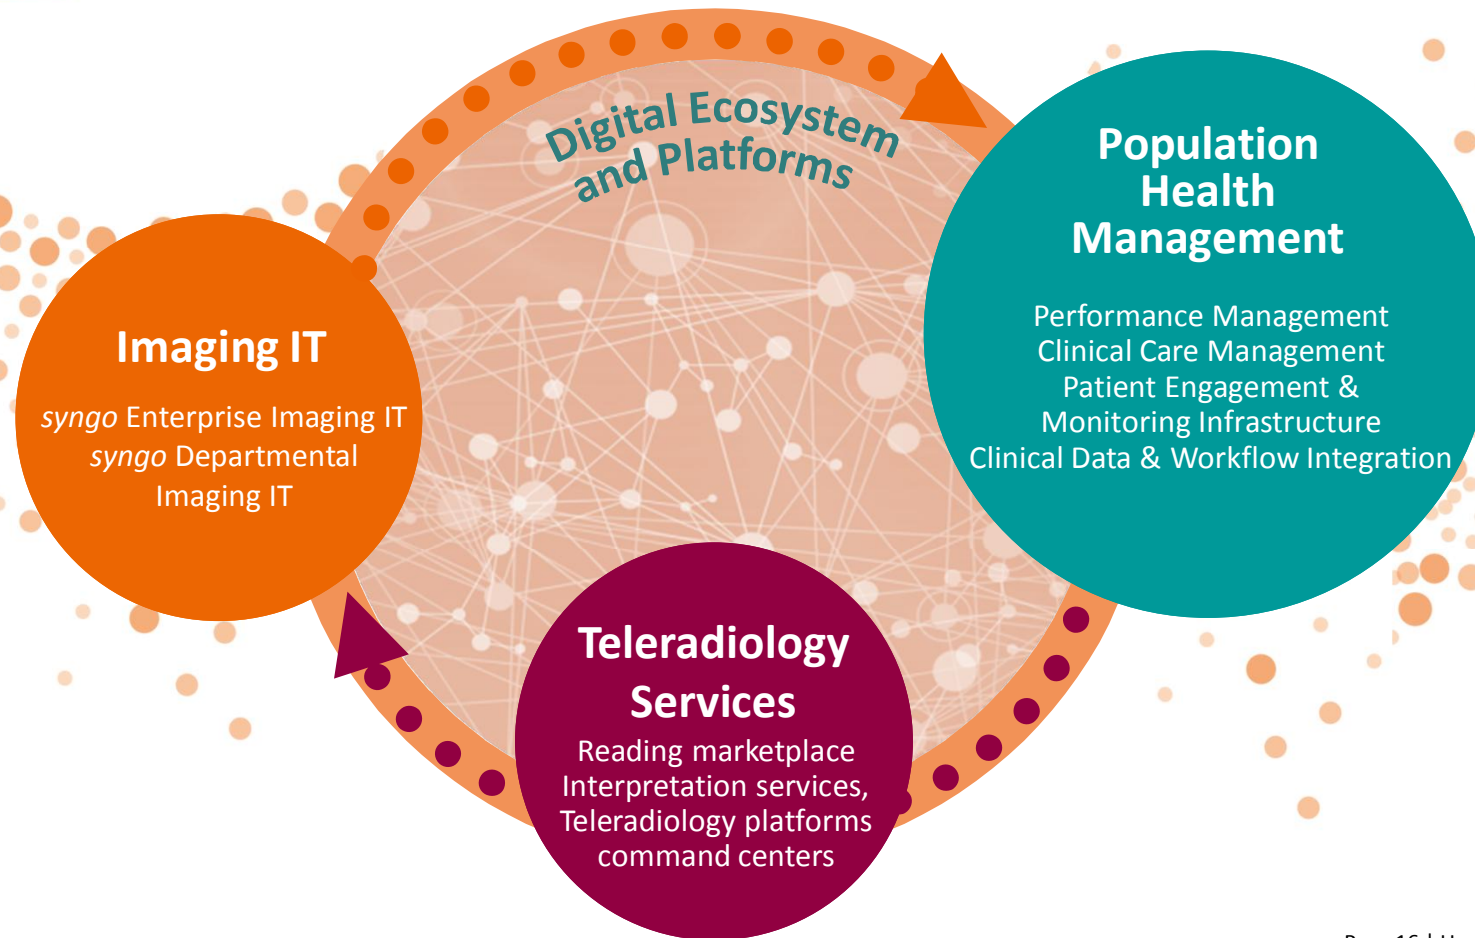 Digital Ecosystem
and Platforms
Population
Health
Management
Performance Management
Clinical Care Management
Patient Engagement &
Monitoring Infrastructure
Clinical Data & Workflow Integration
Imaging IT
syngo Enterprise Imaging IT
syngo Departmental
Imaging IT
Teleradiology
Services
Reading marketplace
Interpretation services,
Teleradiology platforms
command centers